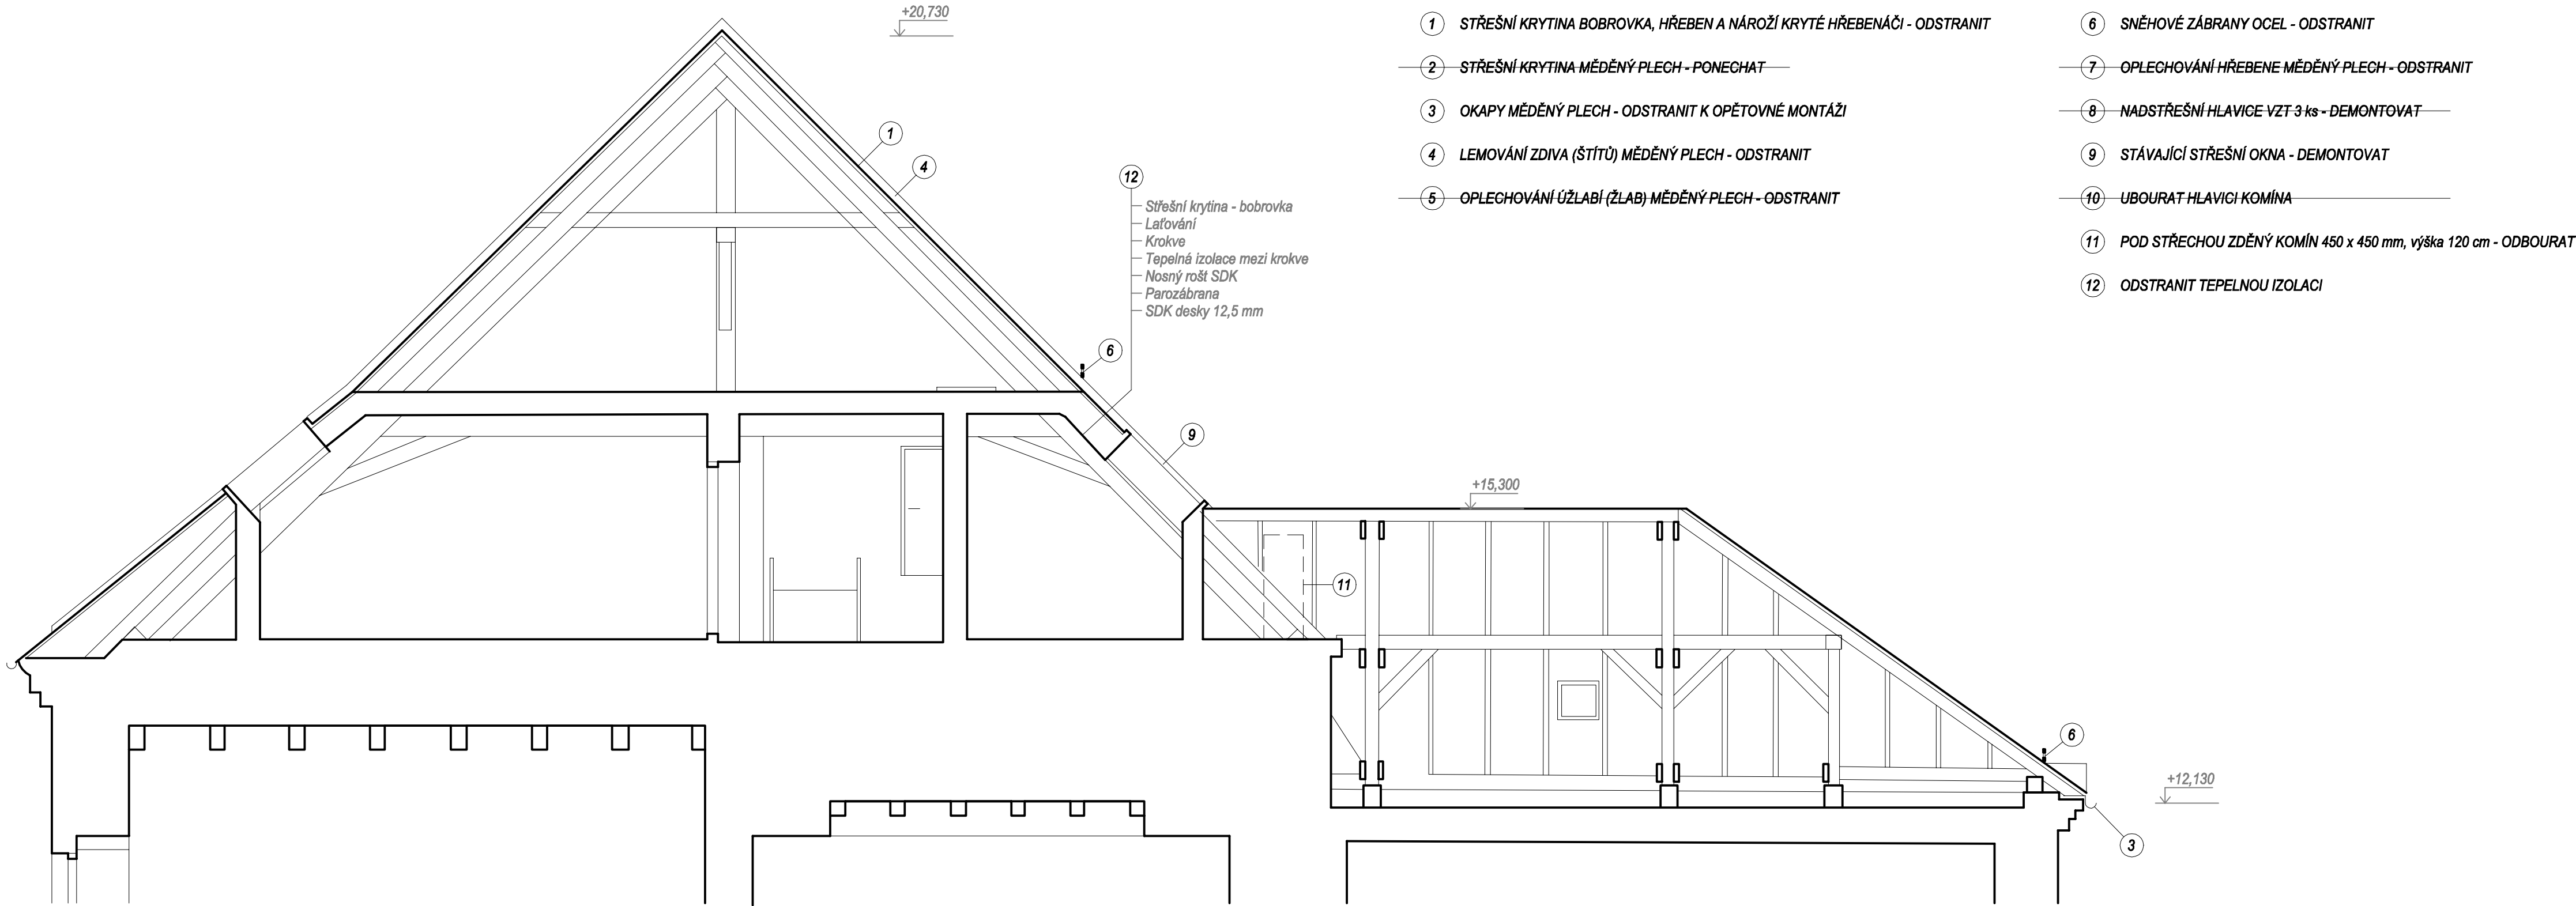 +20,730
1 STŘEŠNÍ KRYTINA BOBROVKA, HŘEBEN A NÁROŽÍ KRYTÉ HŘEBENÁČI - ODSTRANIT
2 STŘEŠNÍ KRYTINA MĚDĚNÝ PLECH - PONECHAT
3 OKAPY MĚDĚNÝ PLECH - ODSTRANIT K OPĚTOVNÉ MONTÁŽI
4 LEMOVÁNÍ ZDIVA (ŠTÍTŮ) MĚDĚNÝ PLECH - ODSTRANIT
5 OPLECHOVÁNÍ ÚŽLABÍ (ŽLAB) MĚDĚNÝ PLECH - ODSTRANIT
6 SNĚHOVÉ ZÁBRANY OCEL - ODSTRANIT
7 OPLECHOVÁNÍ HŘEBENE MĚDĚNÝ PLECH - ODSTRANIT
8 NADSTŘEŠNÍ HLAVICE VZT 3 ks - DEMONTOVAT
9 STÁVAJÍCÍ STŘEŠNÍ OKNA - DEMONTOVAT
10 UBOURAT HLAVICI KOMÍNA
11 POD STŘECHOU ZDĚNÝ KOMÍN 450 x 450 mm, výška 120 cm - ODBOURAT
12 ODSTRANIT TEPELNOU IZOLACI
1
4
12
Střešní krytina - bobrovka
Laťování
Krokve
Tepelná izolace mezi krokve
Nosný rošt SDK
Parozábrana
SDK desky 12,5 mm
6
9
+15,300
11
6
+12,130
3